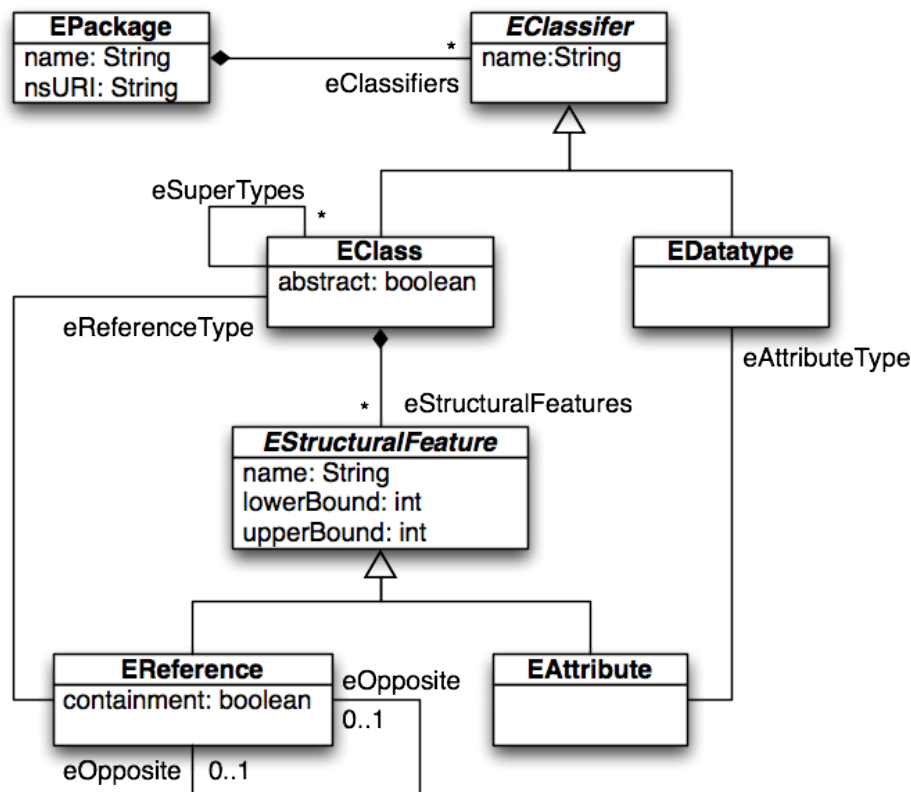 EPackage
name: String
nsURI: String
*
eClassifiers
EClassifer
name:String
eSuperTypes
*
EClass
abstract: boolean
EDatatype
eReferenceType
eAttributeType
*
eStructuralFeatures
EStructuralFeature
name: String
lowerBound: int
upperBound: int
EReference
containment: boolean
eOpposite
0..1
EAttribute
eOpposite
0..1